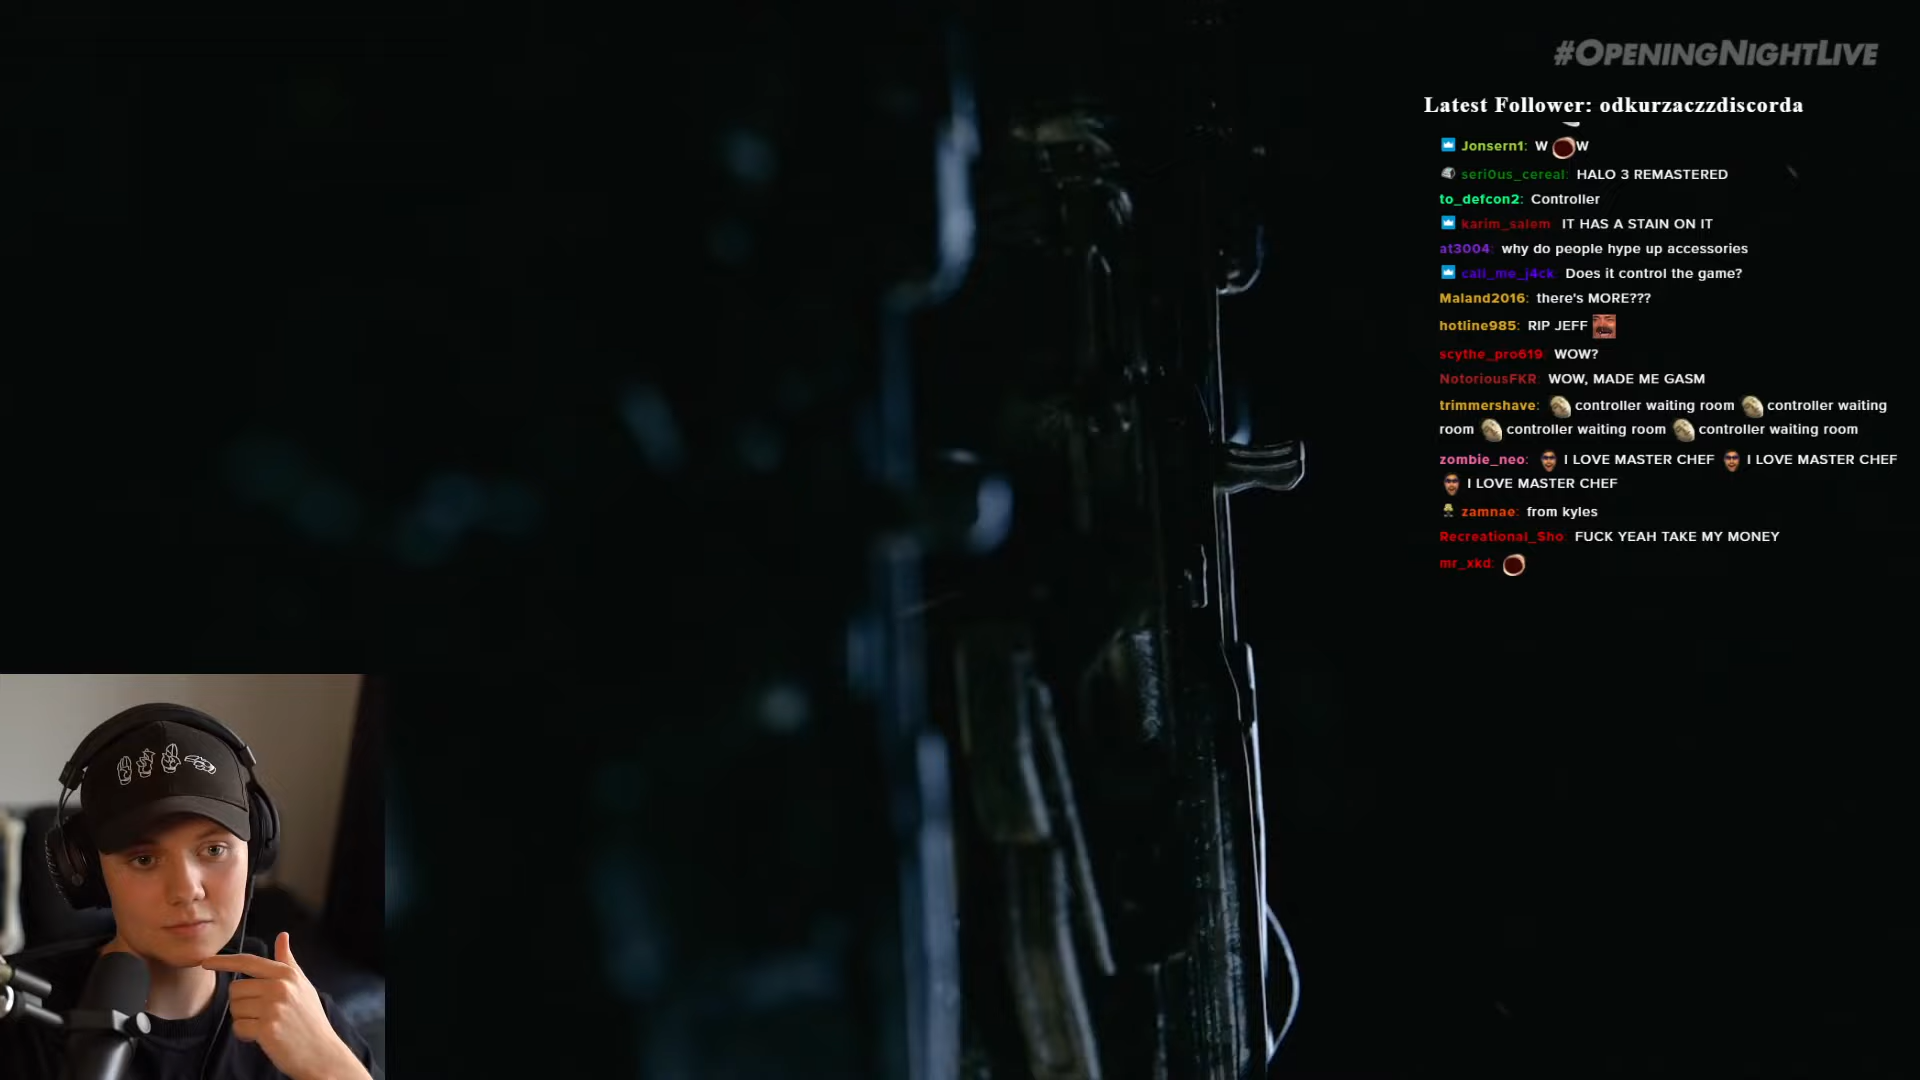 #OPENINGNIGHTLIVE
Latest Follower: odkurzaczzdiscorda
Jonsern1: W W
seri0us_cereal: HALO 3 REMASTERED
to_defcon2: Controller
karim_salem: IT HAS A STAIN ON IT
at3004: why do people hype up accessories
call_me_j4ck: Does it control the game?
Maland2016: there's MORE???
hotline985: RIP JEFF
scythe_pro619: WOW?
NotoriousFKR: WOW, MADE ME GASM
trimmershave: controller waiting room controller waiting
room controller waiting room controller waiting room
zombie_neo: I LOVE MASTER CHEF I LOVE MASTER CHEF
I LOVE MASTER CHEF
zamnae: from kyles
Recreational_Sho: FUCK YEAH TAKE MY MONEY
mr_xkd: